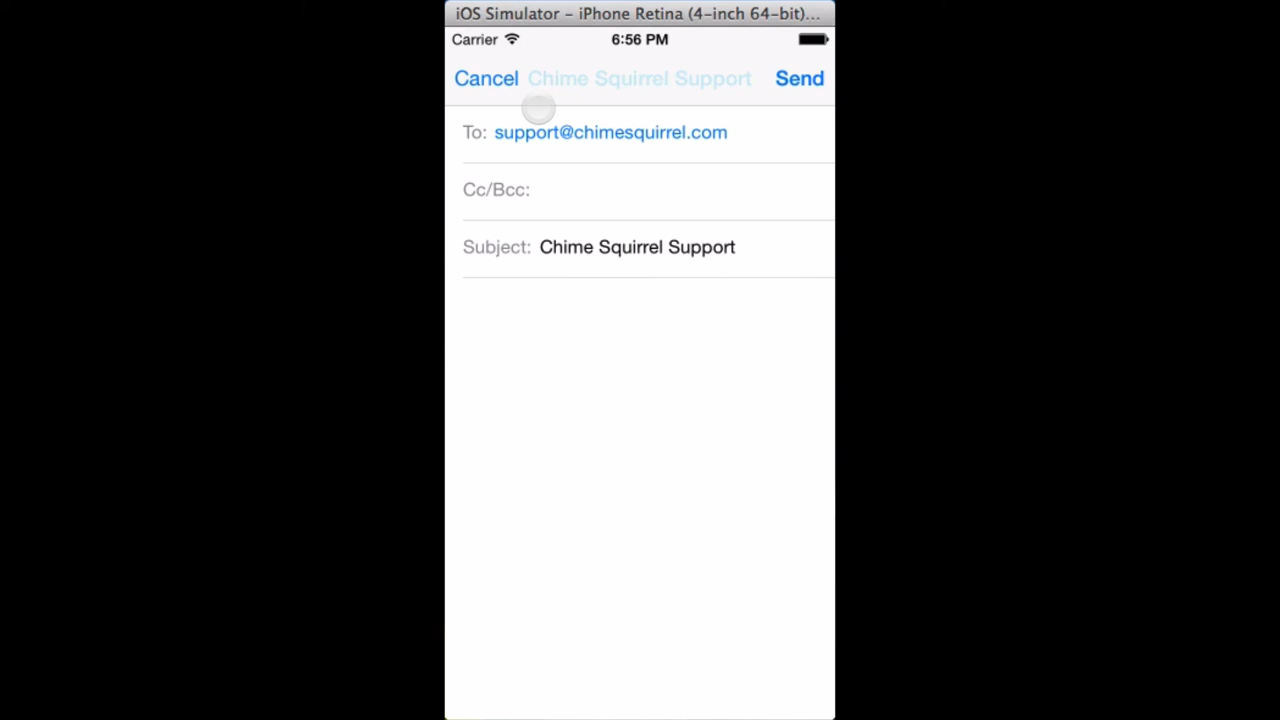 iOS Simulator - iPhone Retina (4-inch 64-bit)...
Carrier 6:56 PM
Cancel Chime Squirrel Support Send
To: support@chimesquirrel.com
Cc/Bcc:
Subject: Chime Squirrel Support